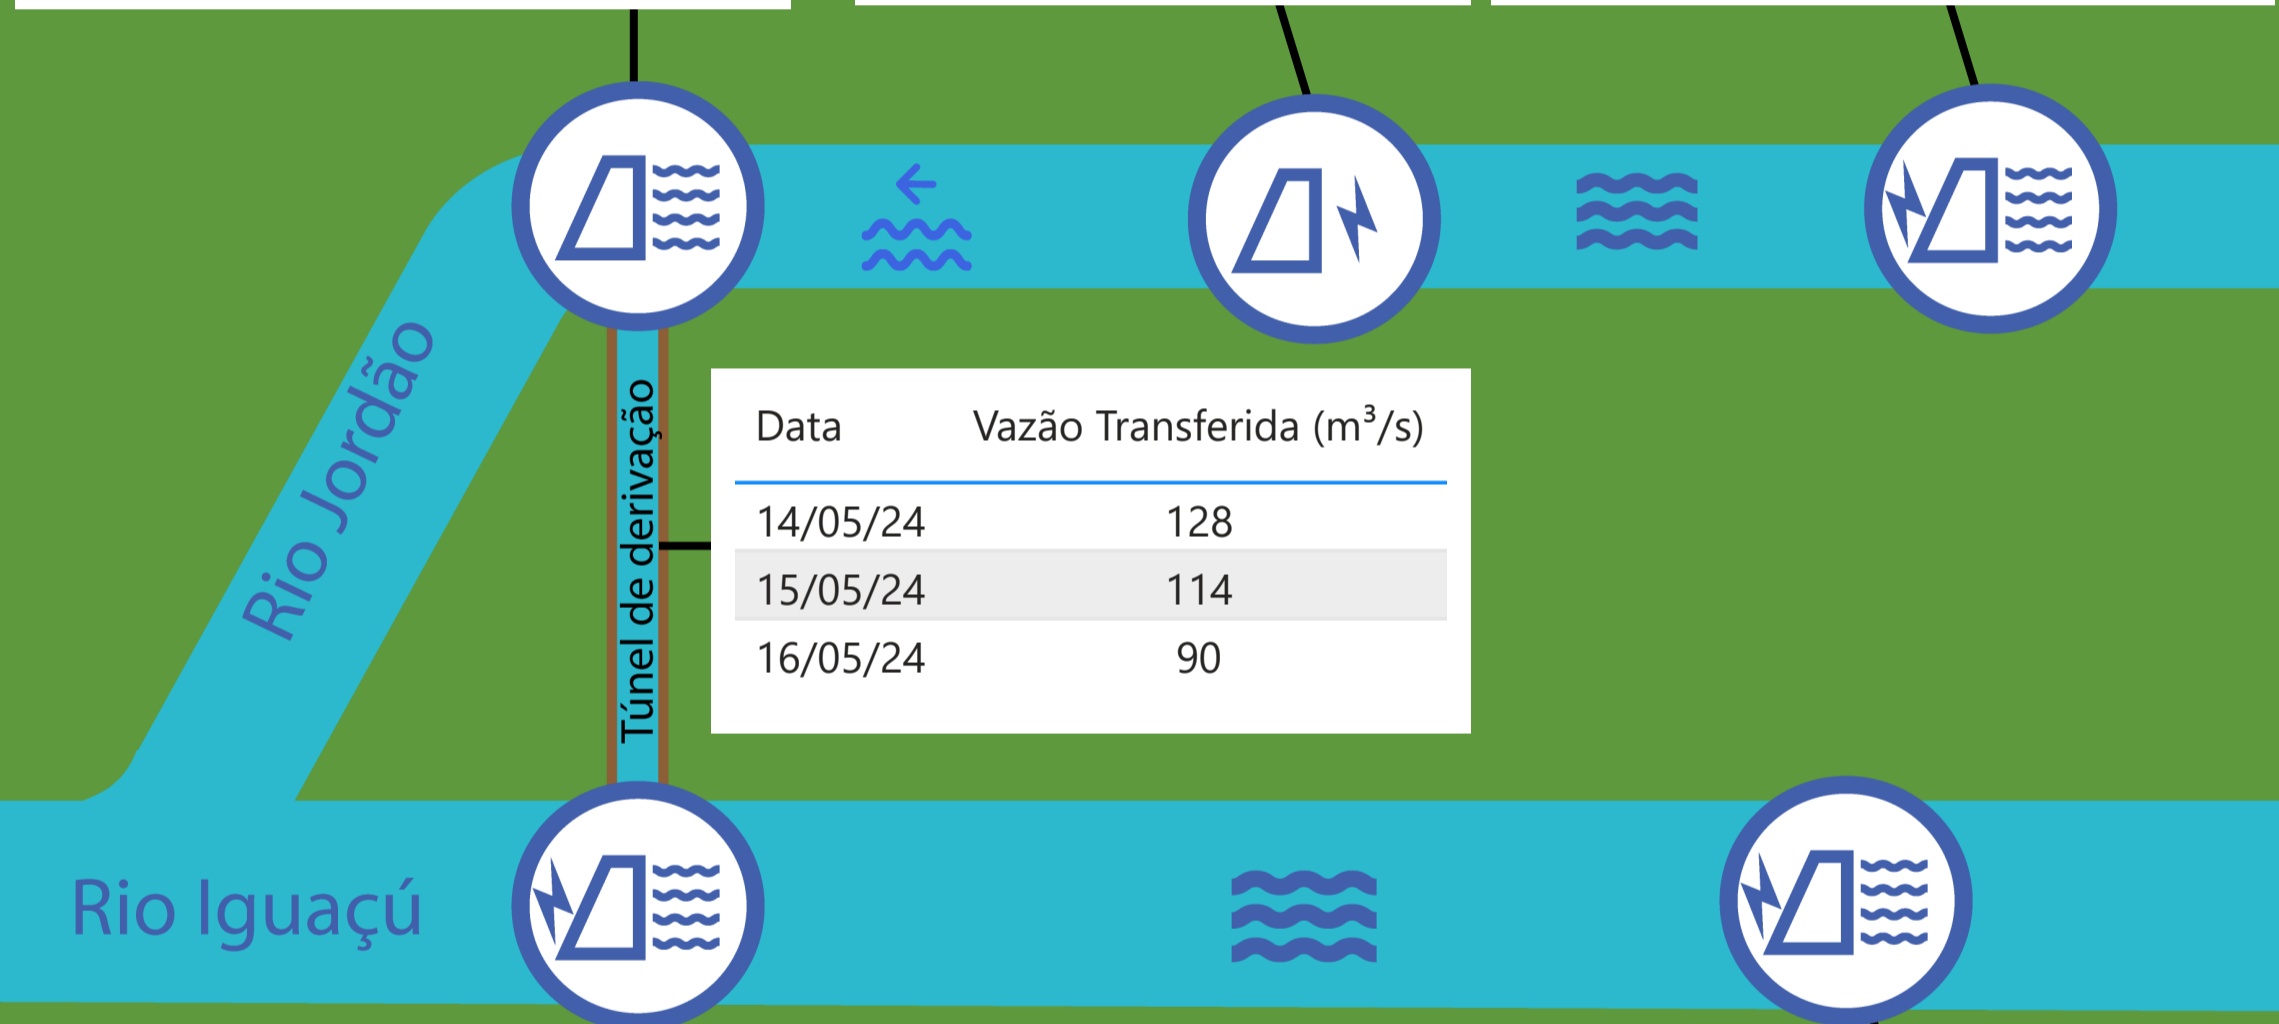 Rio Jordão
Túnel de derivação
Data Vazão Transferida (m³/s)
14/05/24 128
15/05/24 114
16/05/24 90
Rio Iguaçú